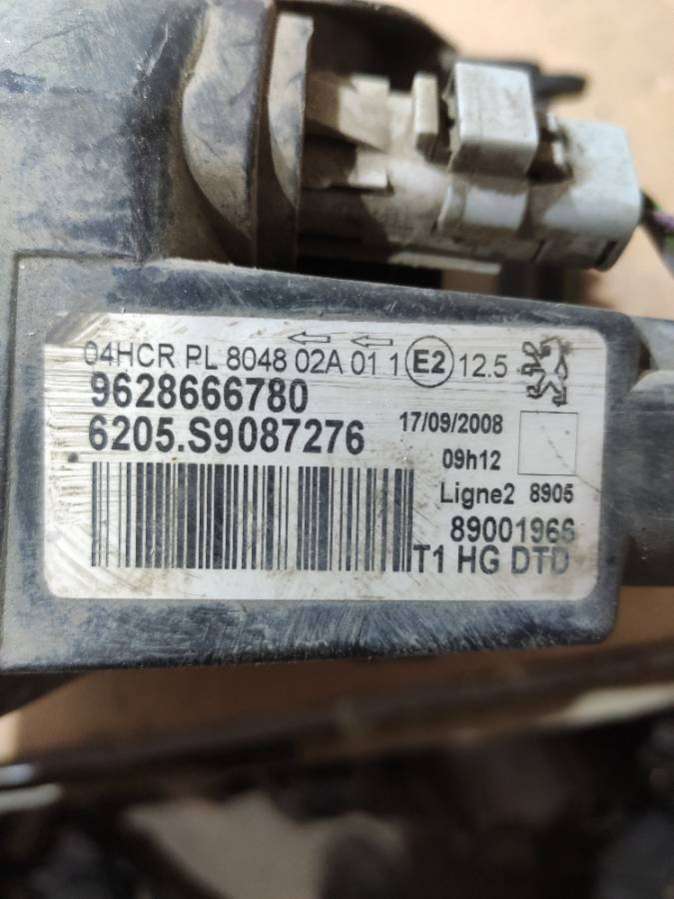 04HCR PL 8048 02A 01 1 E2 12.5
9628666780
6205.S9087276
17/09/2008
09h12
Ligne2 8905
89001966
T1 HG DTD